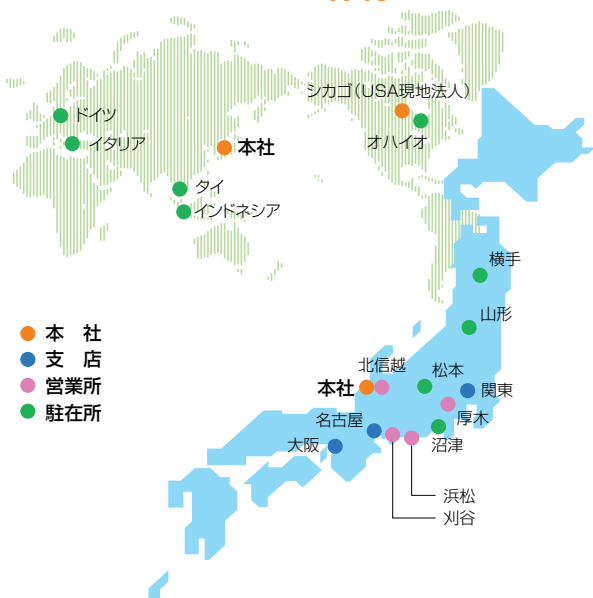 シカゴ（USA現地法人）
ドイツ
オハイオ
イタリア
本社
タイ
インドネシア
横手
山形
本　社
支　店
営業所
駐在所
北信越
松本
本社
関東
名古屋
厚木
大阪
沼津
浜松
刈谷